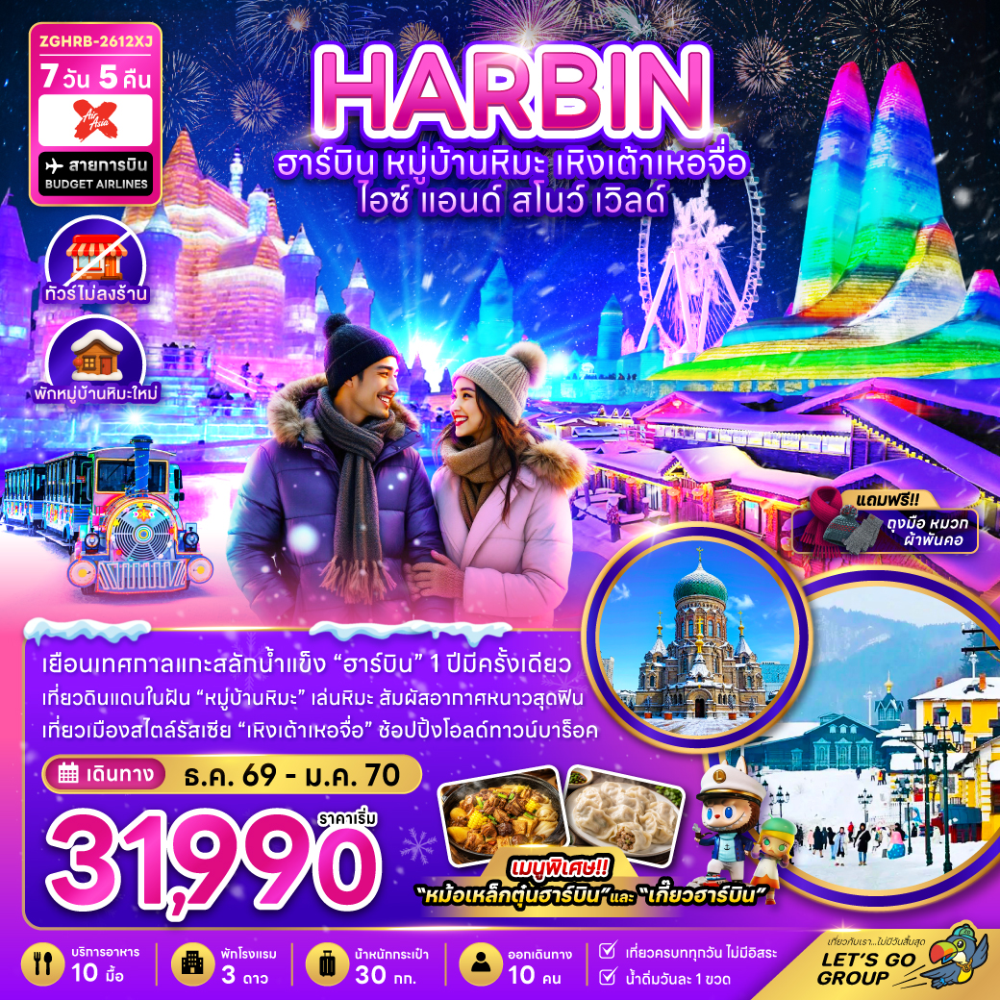 ZGHRB-2612XJ
7 วัน 5 คืน
Air Asia X
สายการบิน
BUDGET AIRLINES
HARBIN
ฮาร์บิน หมู่บ้านหิมะ เหิงเต้าเหอจื่อ
ไอซ์ แอนด์ สโนว์ เวิลด์
ทัวร์ไม่ลงร้าน
พักหมู่บ้านหิมะใหม่
แถมฟรี!!
ถุงมือ หมวก
ผ้าพันคอ
เยือนเทศกาลแกะสลักน้ำแข็ง “ฮาร์บิน” 1 ปีมีครั้งเดียว
เที่ยวดินแดนในฝัน “หมู่บ้านหิมะ” เล่นหิมะ สัมผัสอากาศหนาวสุดฟิน
เที่ยวเมืองสไตล์รัสเซีย “เหิงเต้าเหอจื่อ” ช้อปปิ้งโอลด์ทาวน์บาร็อค
เดินทาง ธ.ค. 69 - ม.ค. 70
ราคาเริ่ม
31,990
เมนูพิเศษ!!
“หม้อเหล็กตุ๋นฮาร์บิน” และ “เกี๊ยวฮาร์บิน”
บริการอาหาร
10 มื้อ
พักโรงแรม
3 ดาว
น้ำหนักกระเป๋า
30 กก.
ออกเดินทาง
10 คน
เที่ยวครบทุกวัน ไม่มีอิสระ
น้ำดื่มวันละ 1 ขวด
เที่ยวกับเรา...ไม่มีวันสิ้นสุด
LET'S GO
GROUP